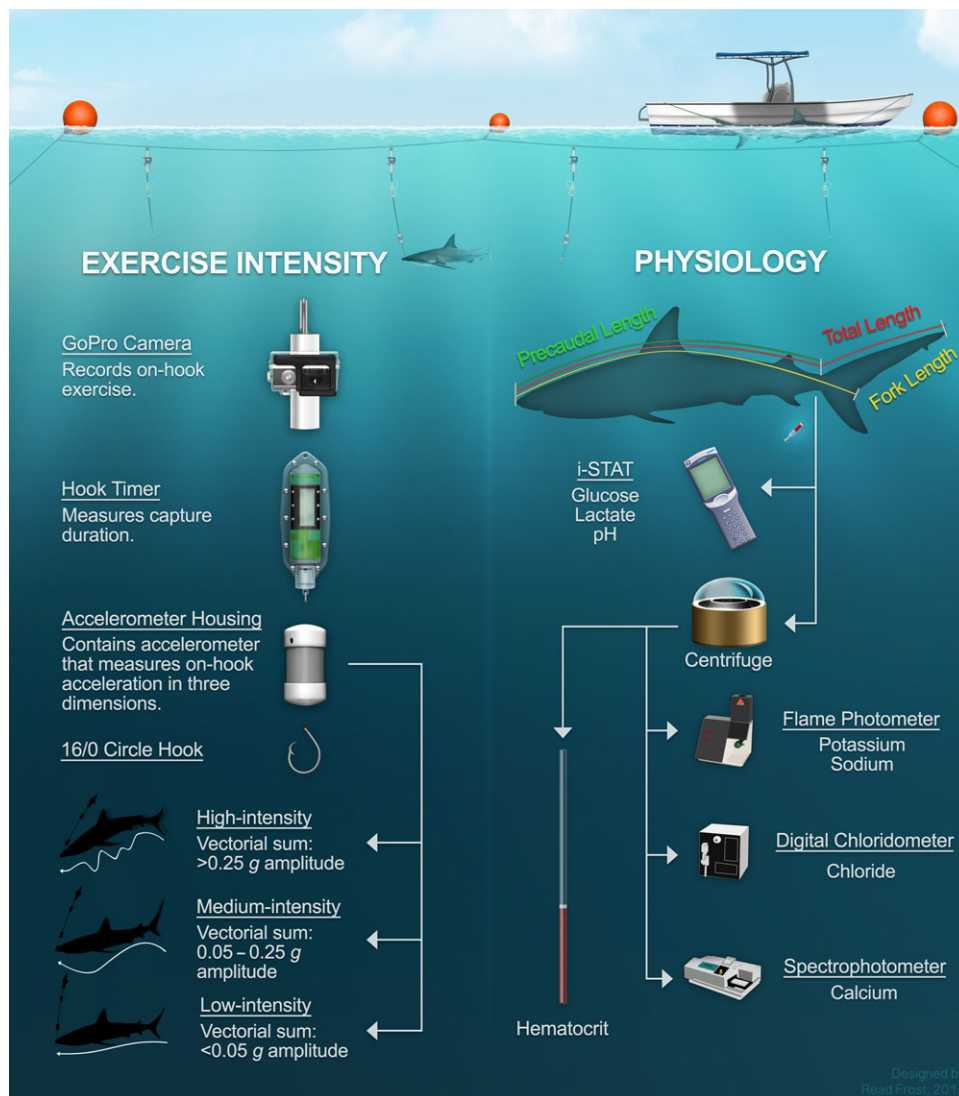 EXERCISE INTENSITY
GoPro Camera
Records on-hook
exercise.
Hook Timer
Measures capture
duration.
Accelerometer Housing
Contains accelerometer
that measures on-hook
acceleration in three
dimensions.
16/0 Circle Hook
High-intensity
Vectorial sum:
>0.25 g amplitude
Medium-intensity
Vectorial sum:
0.05 – 0.25 g
amplitude
Low-intensity
Vectorial sum:
<0.05 g amplitude
PHYSIOLOGY
Precaudal Length
Total Length
Fork Length
i-STAT
Glucose
Lactate
pH
Centrifuge
Flame Photometer
Potassium
Sodium
Digital Chloridometer
Chloride
Spectrophotometer
Calcium
Hematocrit
Designed
Read Frost,